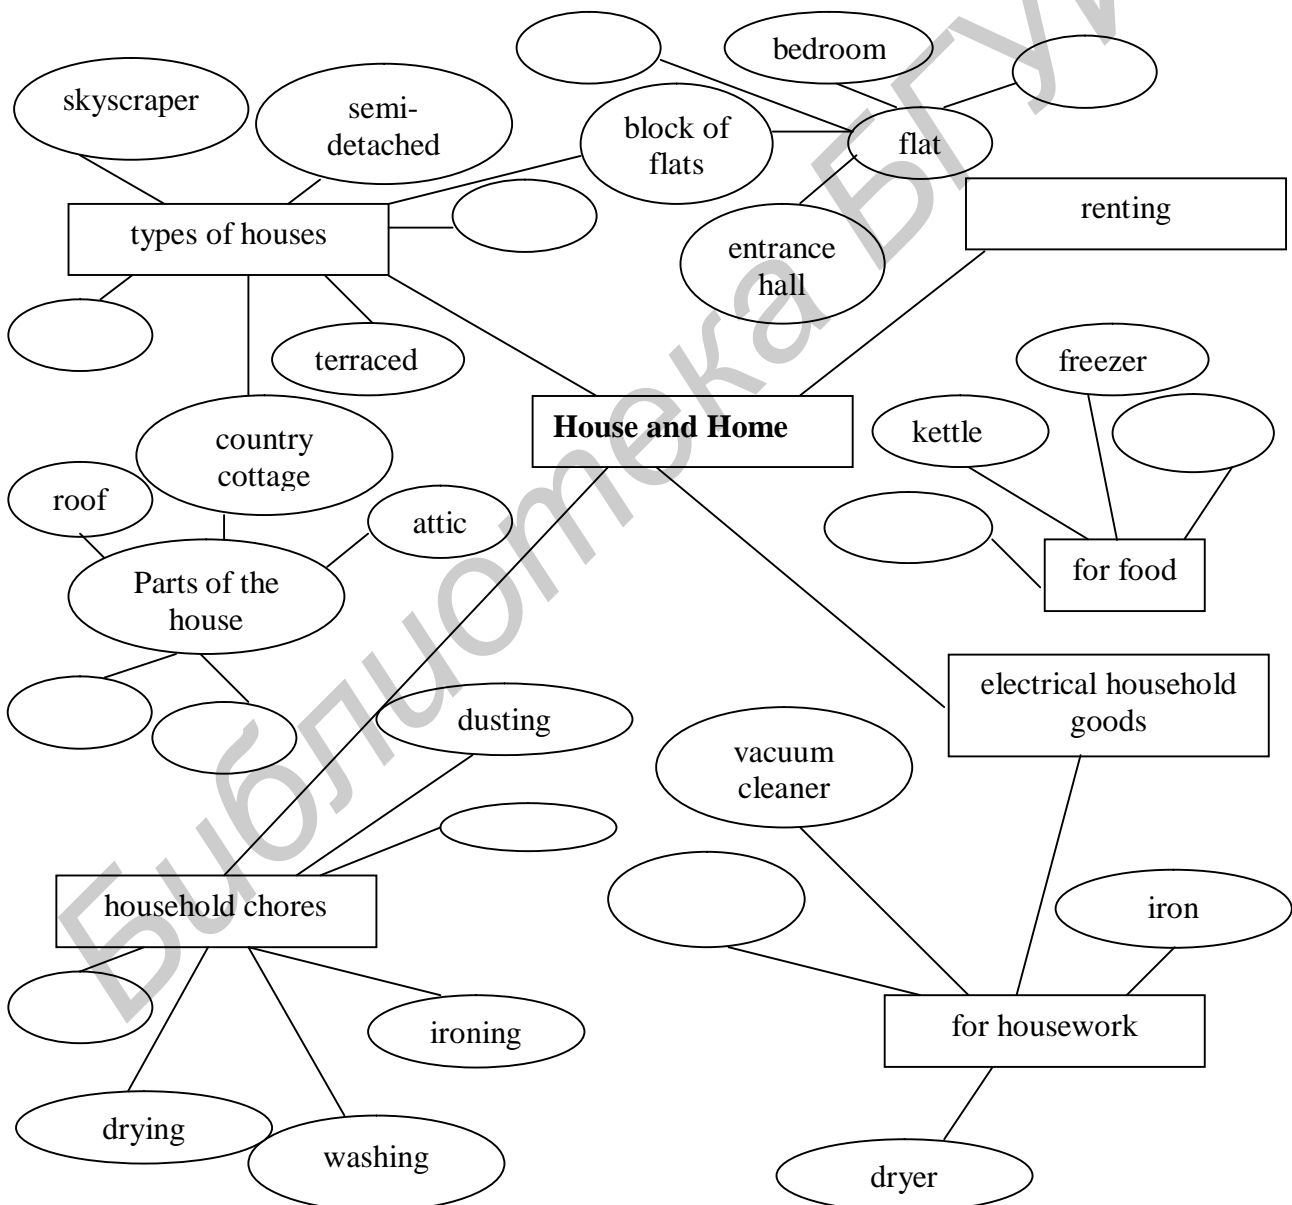 bedroom
skyscraper
semi-
detached
block of
flats
flat
renting
types of houses
entrance
hall
terraced
freezer
House and Home
kettle
country
cottage
roof
attic
for food
Parts of the
house
electrical household
goods
dusting
vacuum
cleaner
household chores
iron
ironing
for housework
drying
washing
dryer
Библиотека БГУИ